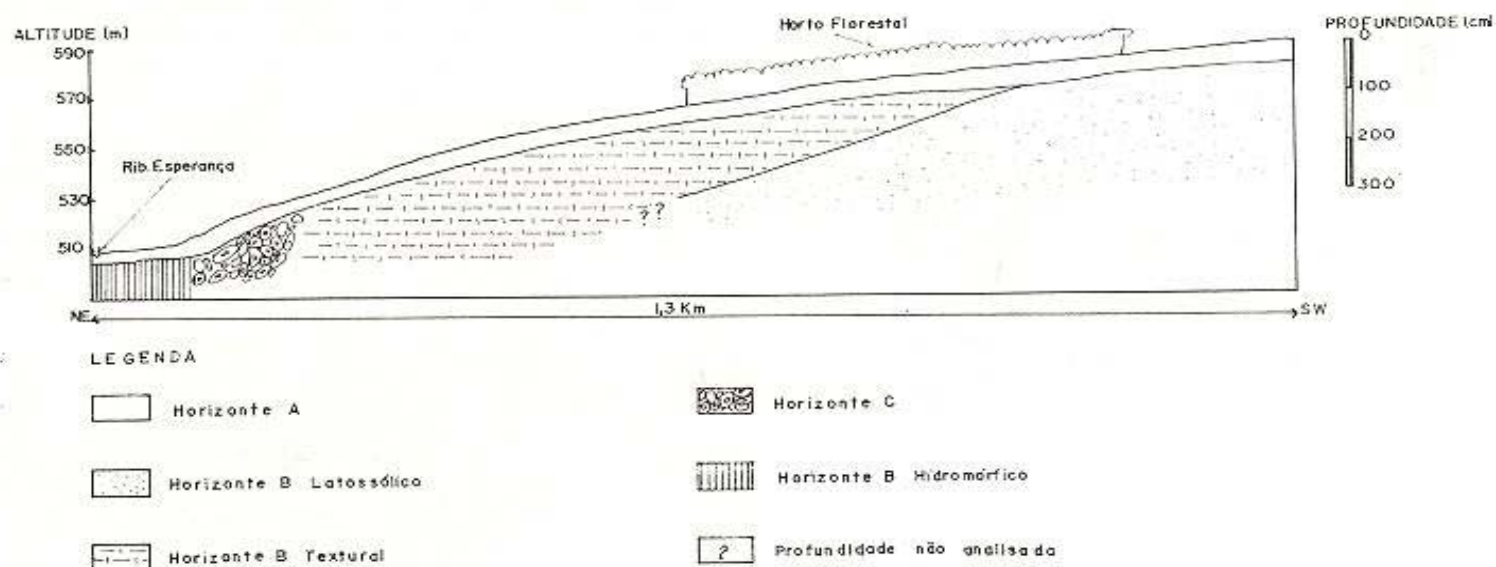 Horto Florestal
ALTITUDE (m)
PROFUNDIDADE (cm)
590
570
550
530
510
0
100
200
300
Rib. Esperança
? ?
NE
1,3 Km
SW
LEGENDA
Horizonte A
Horizonte C
Horizonte B Latossólico
Horizonte B Hidromórfico
Horizonte B Textural
? Profundidade não analisada